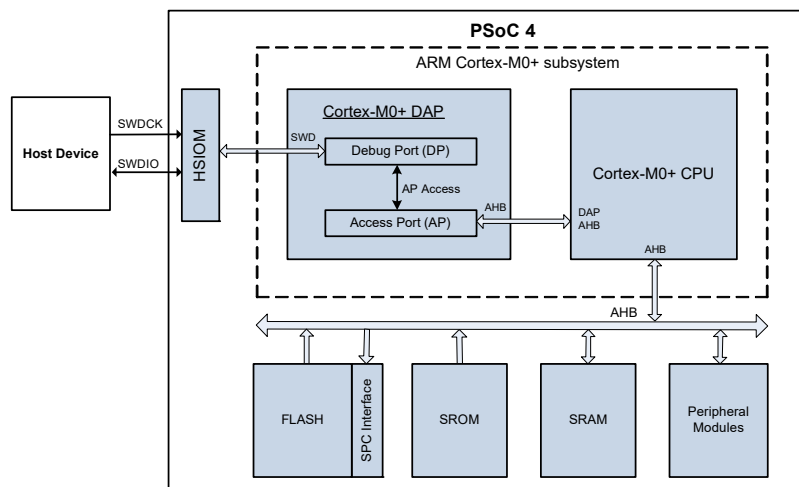 PSoC 4
ARM Cortex-M0+ subsystem
Host Device
SWDCK
SWDIO
HSIOM
SWD
Cortex-M0+ DAP
Debug Port (DP)
AP Access
Access Port (AP)
AHB
DAP
AHB
Cortex-M0+ CPU
AHB
AHB
FLASH
SPC Interface
SROM
SRAM
Peripheral
Modules